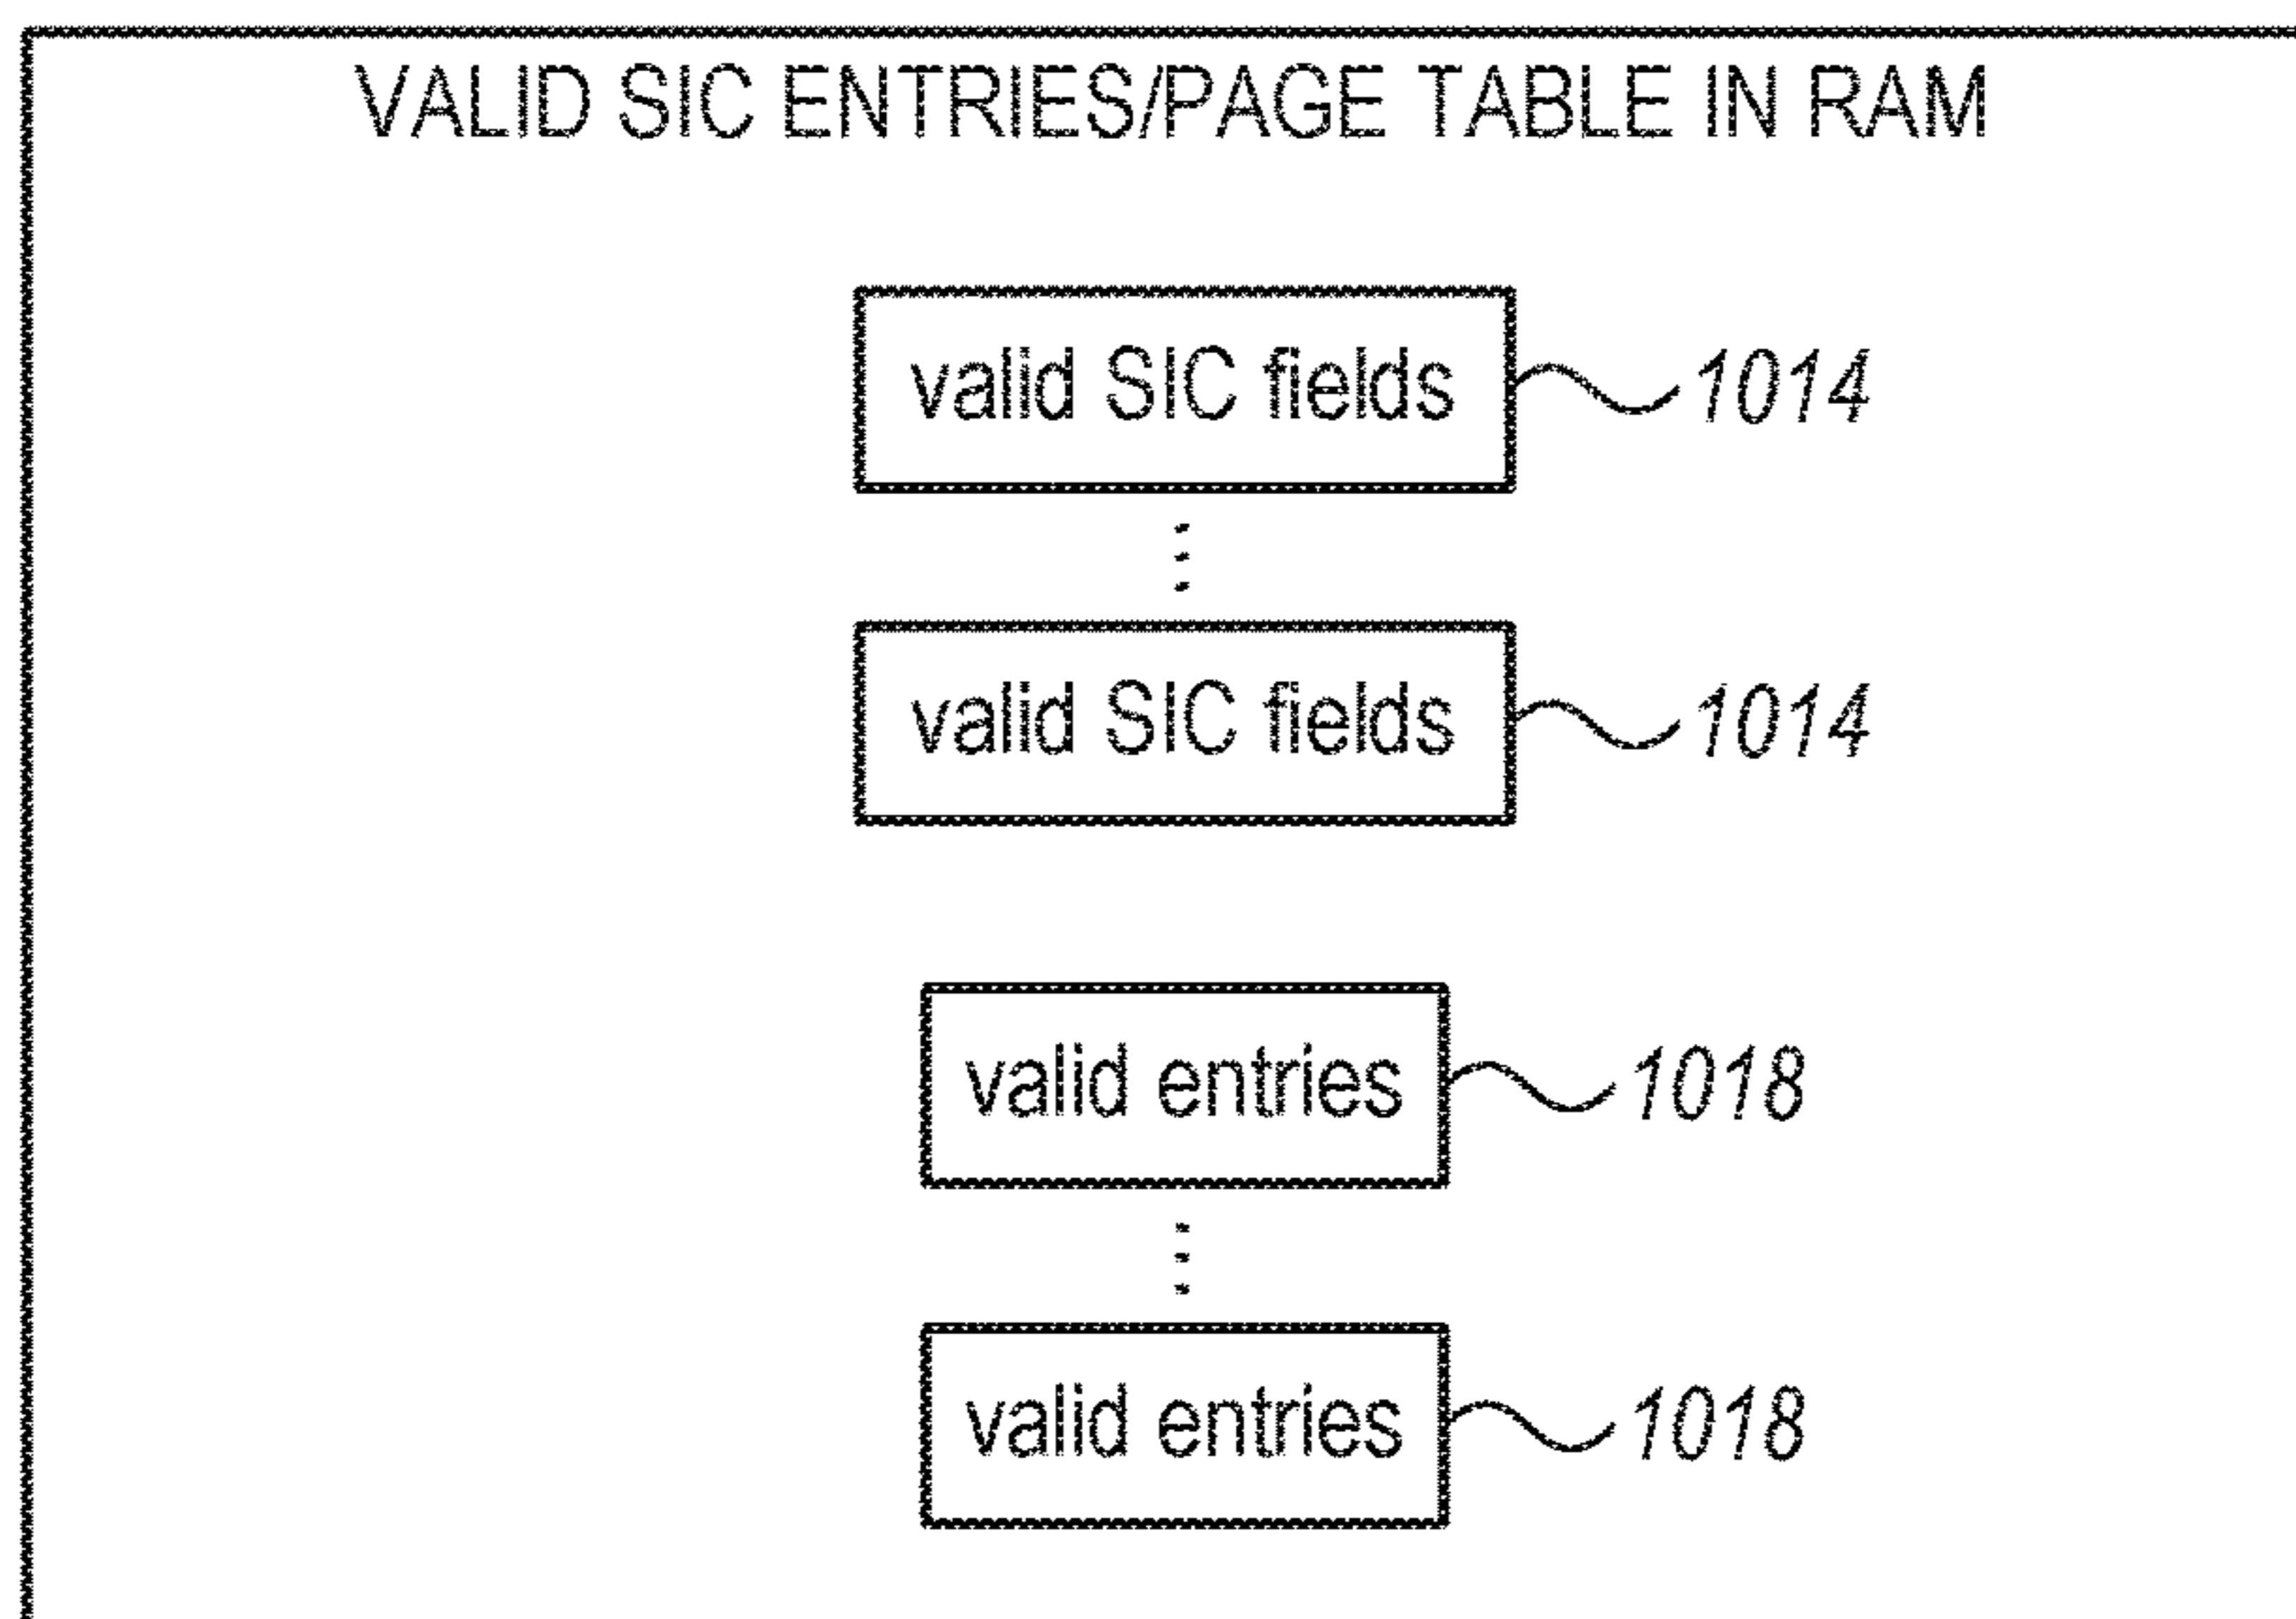 VALID SIC ENTRIES/PAGE TABLE IN RAM
valid SIC fields 1014
valid SIC fields 1014
valid entries 1018
valid entries 1018